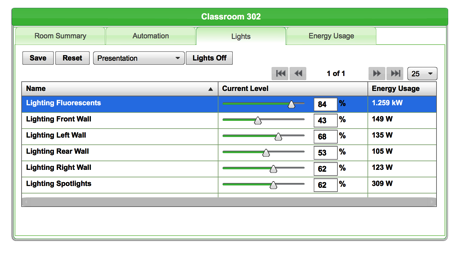 Classroom 302
Room Summary Automation Lights Energy Usage
Save Reset Presentation Lights Off
1 of 1 25
Name Current Level Energy Usage
Lighting Fluorescents 84 % 1.259 kW
Lighting Front Wall 43 % 149 W
Lighting Left Wall 68 % 135 W
Lighting Rear Wall 53 % 105 W
Lighting Right Wall 62 % 123 W
Lighting Spotlights 62 % 309 W